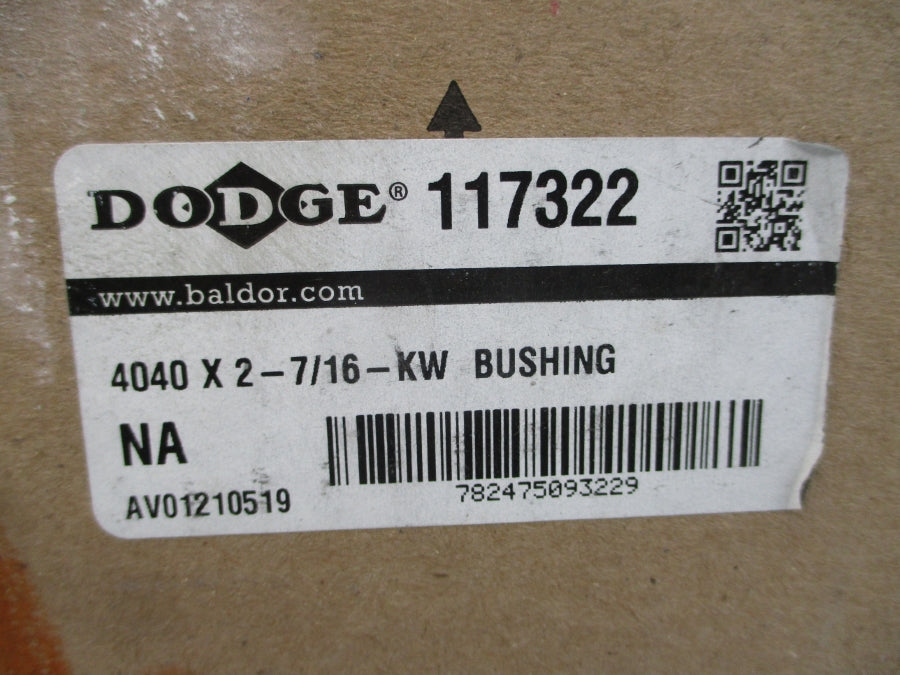 DODGE® 117322
www.baldor.com
4040 X 2-7/16-KW BUSHING
NA
AV01210519
782475093229